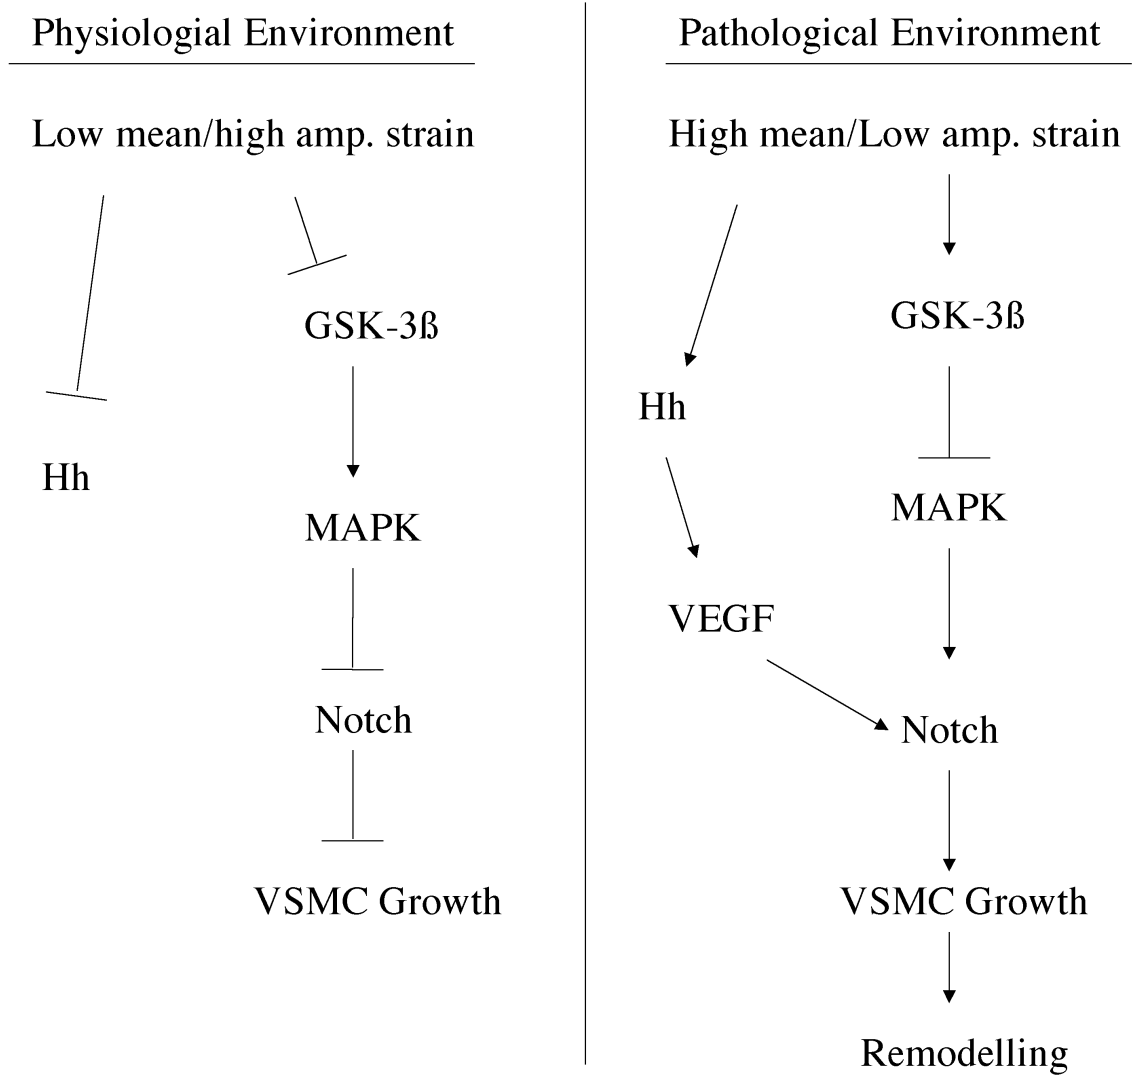 Physiologial Environment
Low mean/high amp. strain
GSK-3ß
Hh
MAPK
Notch
VSMC Growth
Pathological Environment
High mean/Low amp. strain
GSK-3ß
Hh
MAPK
VEGF
Notch
VSMC Growth
Remodelling